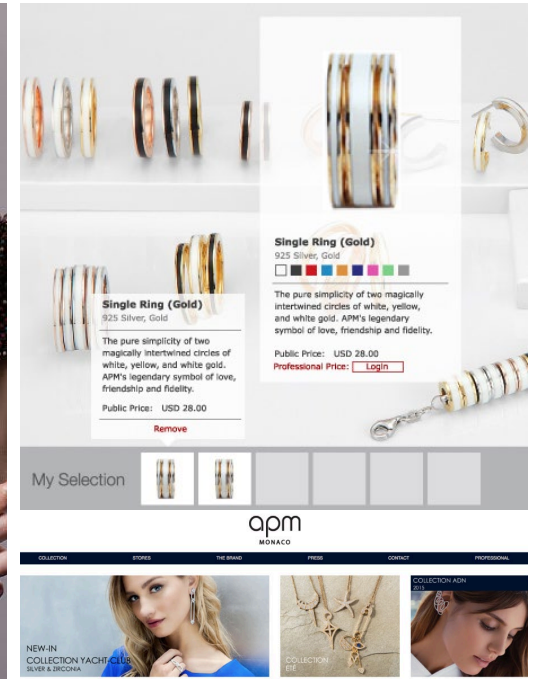 Single Ring (Gold)
925 Silver, Gold
The pure simplicity of two magically
intertwined circles of white, yellow,
and white gold. APM's legendary
symbol of love, friendship and fidelity.
Public Price: USD 28.00
Professional Price: Login
Single Ring (Gold)
925 Silver, Gold
The pure simplicity of two
magically intertwined circles of
white, yellow, and white gold.
APM's legendary symbol of love,
friendship and fidelity.
Public Price: USD 28.00
Remove
My Selection
apm
MONACO
COLLECTION STORES THE BRAND PRESS CONTACT PROFESSIONAL
NEW-IN
COLLECTION YACHT-CLUB
SILVER & ZIRCONIA
COLLECTION
ÉTÉ
COLLECTION ADN
2015